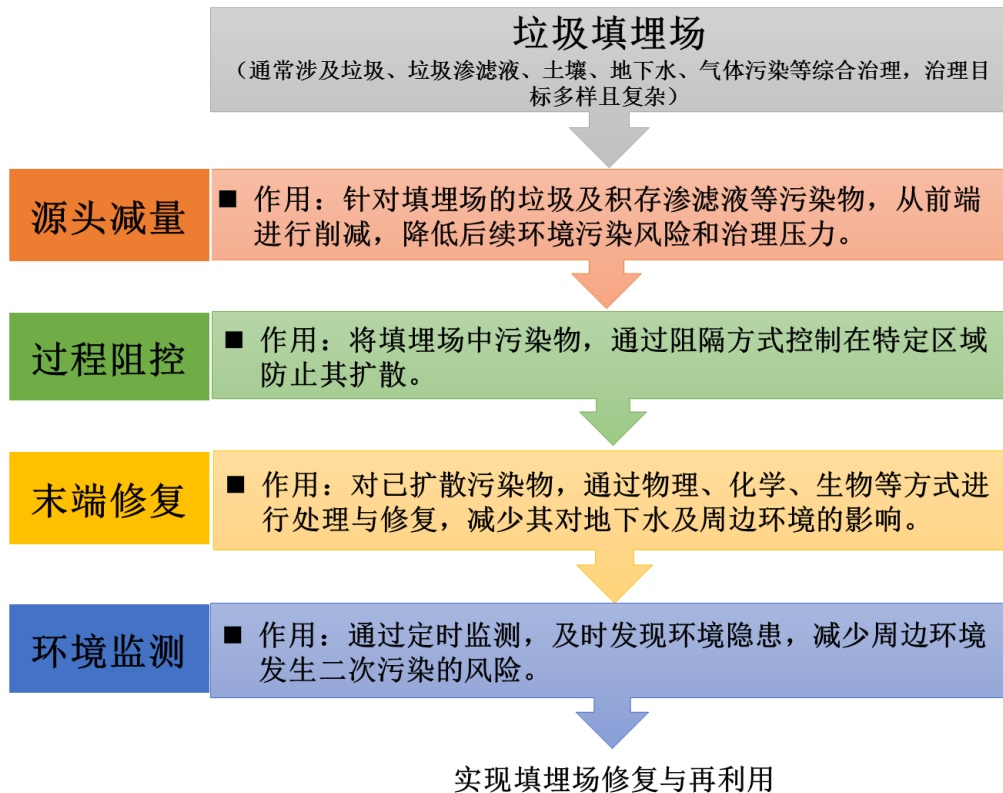 垃圾填埋场
（通常涉及垃圾、垃圾渗滤液、土壤、地下水、气体污染等综合治理，治理目
标多样且复杂）
源头减量
■ 作用：针对填埋场的垃圾及积存渗滤液等污染物，从前端
进行削减，降低后续环境污染风险和治理压力。
过程阻控
■ 作用：将填埋场中污染物，通过阻隔方式控制在特定区域
防止其扩散。
末端修复
■ 作用：对已扩散污染物，通过物理、化学、生物等方式进
行处理与修复，减少其对地下水及周边环境的影响。
环境监测
■ 作用：通过定时监测，及时发现环境隐患，减少周边环境
发生二次污染的风险。
实现填埋场修复与再利用